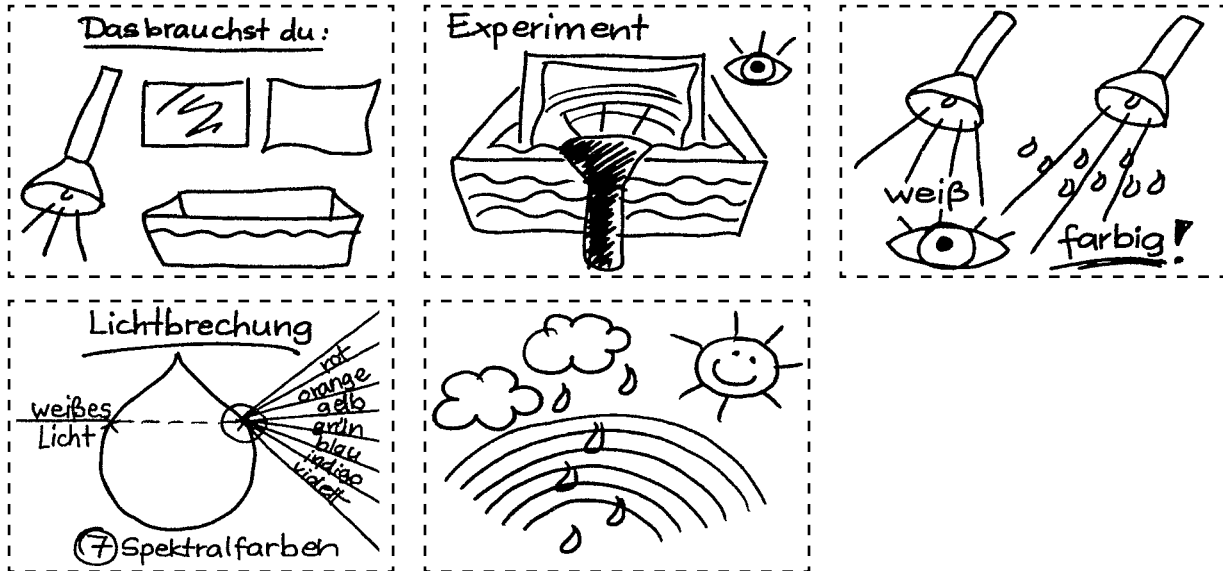 Das brauchst du:
Experiment
weiß
farbig!
Lichtbrechung
weißes
Licht
rot
orange
gelb
grün
blau
indigo
violett
7 Spektralfarben